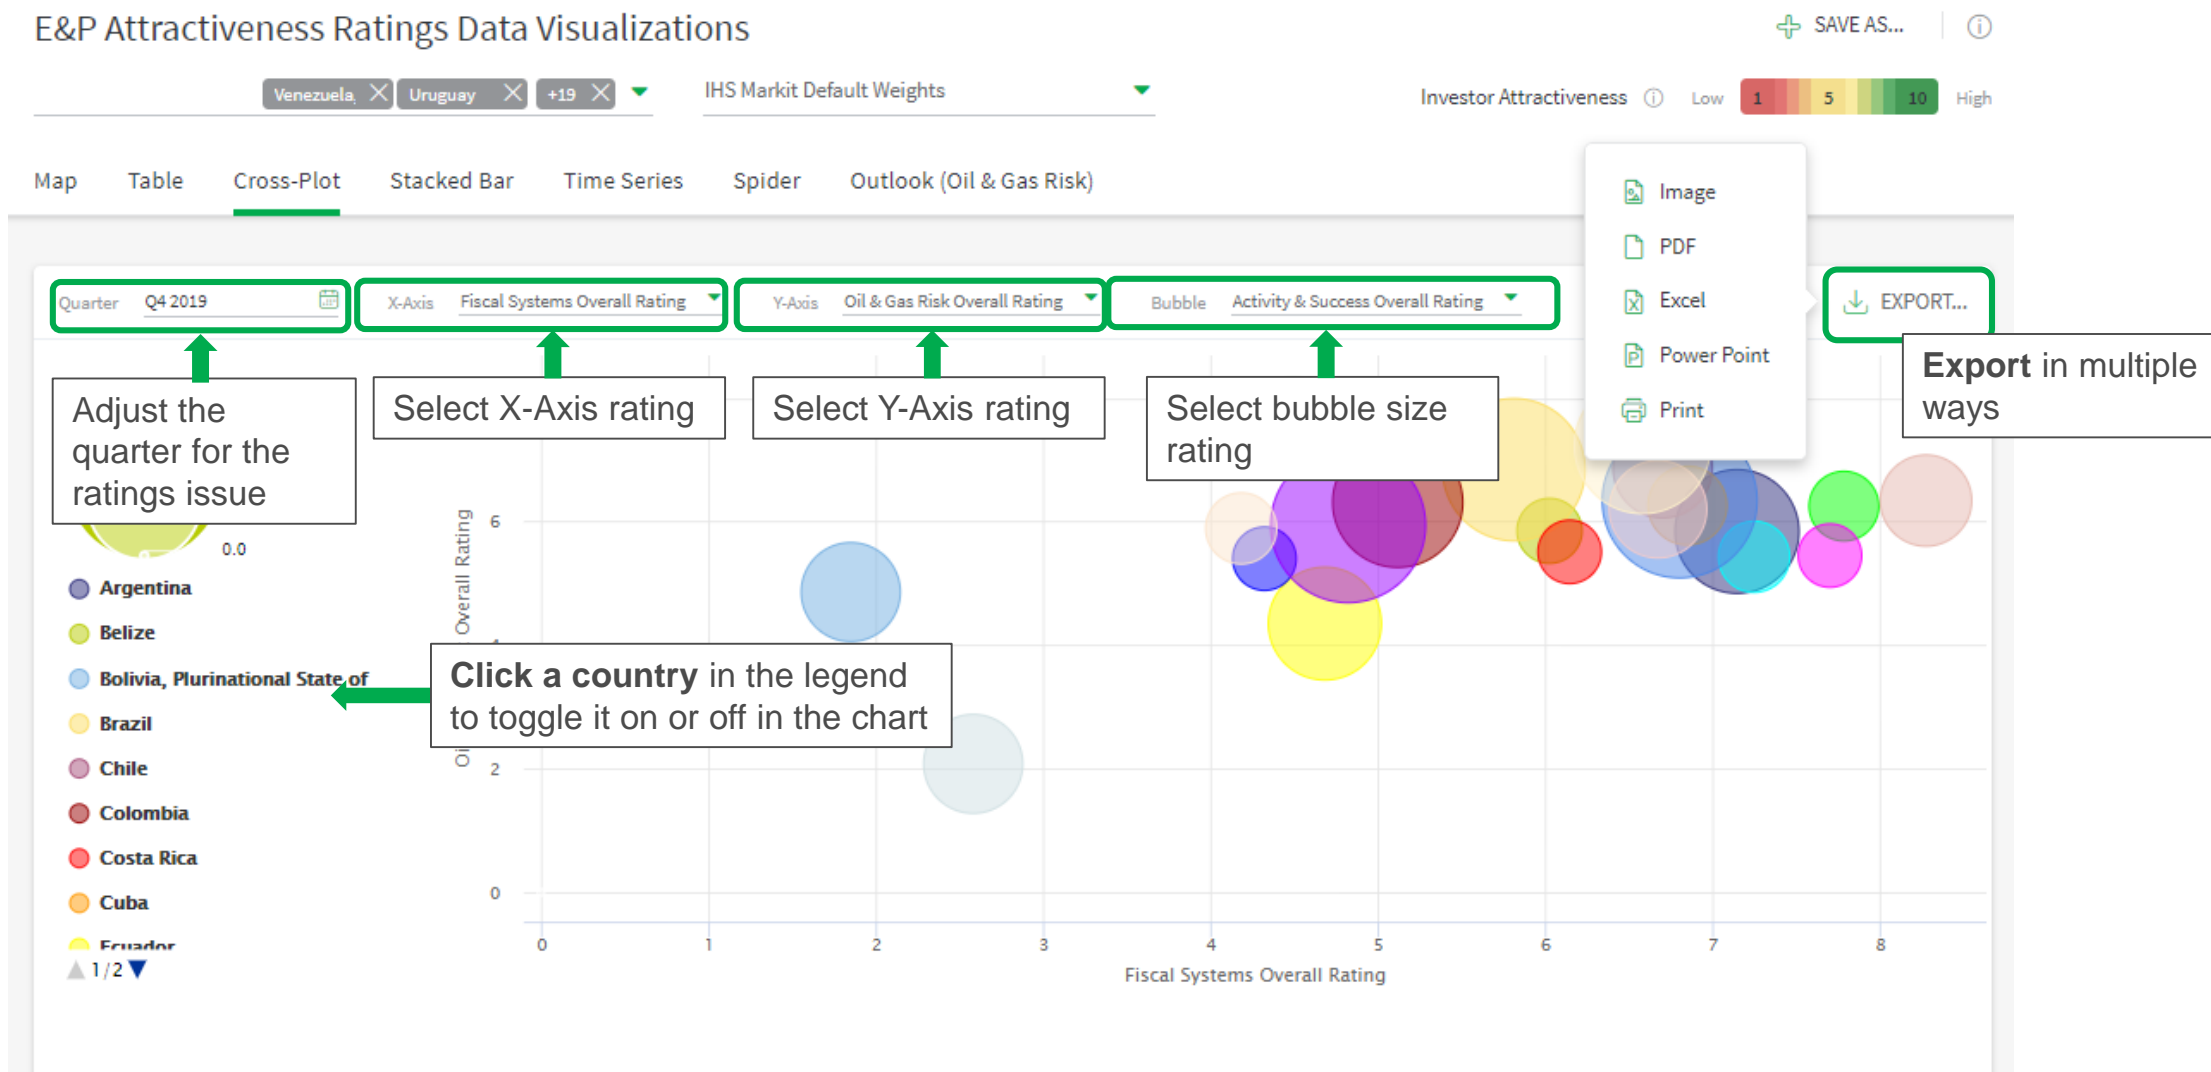 E&P Attractiveness Ratings Data Visualizations
SAVE AS...
Venezuela, Uruguay +19
IHS Markit Default Weights
Investor Attractiveness Low 1 5 10 High
Map Table Cross-Plot Stacked Bar Time Series Spider Outlook (Oil & Gas Risk)
Image
PDF
Excel
Power Point
Print
Quarter Q4 2019
X-Axis Fiscal Systems Overall Rating
Y-Axis Oil & Gas Risk Overall Rating
Bubble Activity & Success Overall Rating
EXPORT...
Adjust the
quarter for the
ratings issue
Select X-Axis rating
Select Y-Axis rating
Select bubble size
rating
Export in multiple
ways
0.0
Argentina
Belize
Bolivia, Plurinational State of
Brazil
Chile
Colombia
Costa Rica
Cuba
Ecuador
1/2
Click a country in the legend
to toggle it on or off in the chart
Overall Rating
6
2
0
0 1 2 3 4 5 6 7 8
Fiscal Systems Overall Rating